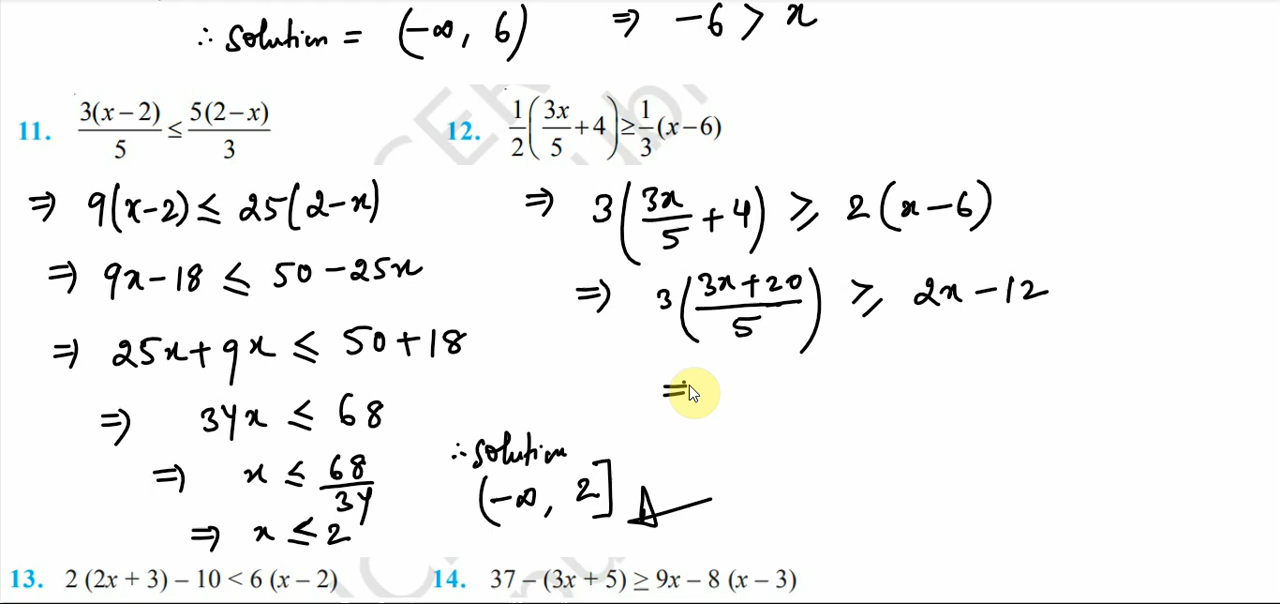 ∴ Solution = (-∞, 6) ⇒ -6 > x
11. 3(x – 2)/5 ≤ 5(2 – x)/3
⇒ 9(x-2) ≤ 25(2-x)
⇒ 9x-18 ≤ 50-25x
⇒ 25x+9x ≤ 50+18
⇒ 34x ≤ 68
⇒ x ≤ 68/34
⇒ x ≤ 2
∴ Solution
(-∞, 2]
12. 1/2(3x/5 + 4) ≥ 1/3(x – 6)
⇒ 3(3x/5 + 4) ≥ 2(x-6)
⇒ 3((3x+20)/5) ≥ 2x-12
=
13. 2 (2x + 3) – 10 < 6 (x – 2)
14. 37 – (3x + 5) ≥ 9x – 8 (x – 3)